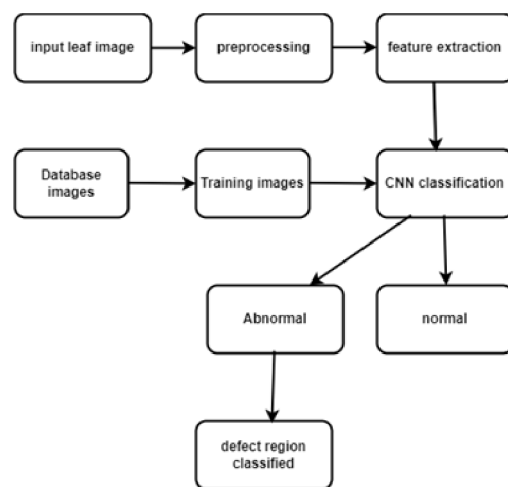 input leaf image
preprocessing
feature extraction
Database
images
Training images
CNN classification
Abnormal
normal
defect region
classified